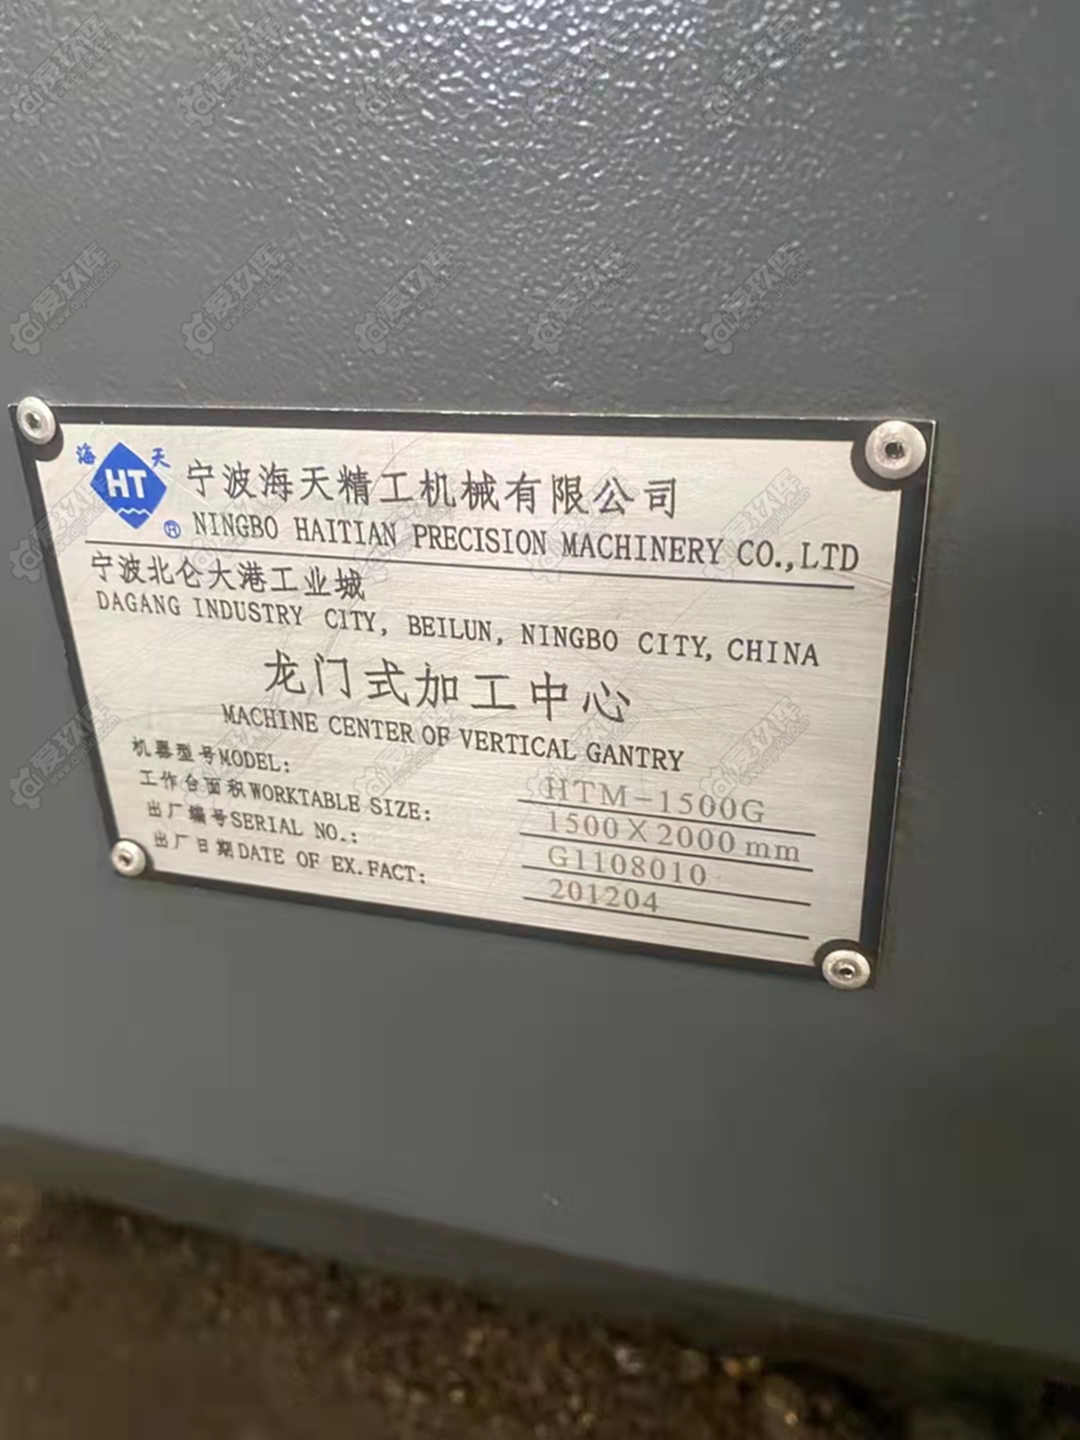 海 HT 天 ®
宁波海天精工机械有限公司
NINGBO HAITIAN PRECISION MACHINERY CO.,LTD
宁波北仑大港工业城
DAGANG INDUSTRY CITY, BEILUN, NINGBO CITY, CHINA
龙门式加工中心
MACHINE CENTER OF VERTICAL GANTRY
机器型号MODEL: HTM-1500G
工作台面积WORKTABLE SIZE: 1500×2000mm
出厂编号SERIAL NO.: G1108010
出厂日期DATE OF EX.FACT: 201204